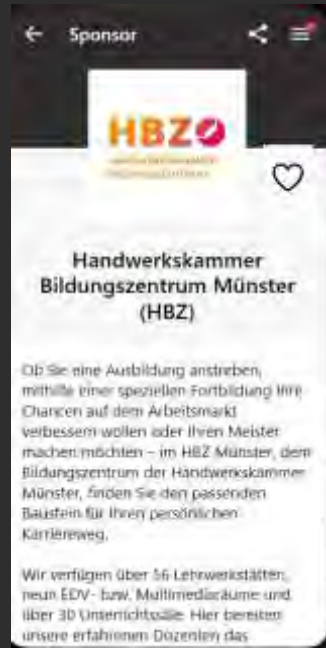 Sponsor
HBZ
Handwerkskammer
Bildungszentrum Münster
(HBZ)
Ob Sie eine Ausbildung anstreben,
mithilfe einer speziellen Fortbildung Ihre
Chancen auf dem Arbeitsmarkt
verbessern wollen oder Ihren Meister
machen möchten – im HBZ Münster, dem
Bildungszentrum der Handwerkskammer
Münster, finden Sie den passenden
Baustein für Ihren persönlichen
Karriereweg.
Wir verfügen über 56 Lehrwerkstätten,
neun EDV- bzw. Multimediaräume und
über 30 Unterrichtssäle. Hier bereiten
unsere erfahrenen Dozenten das